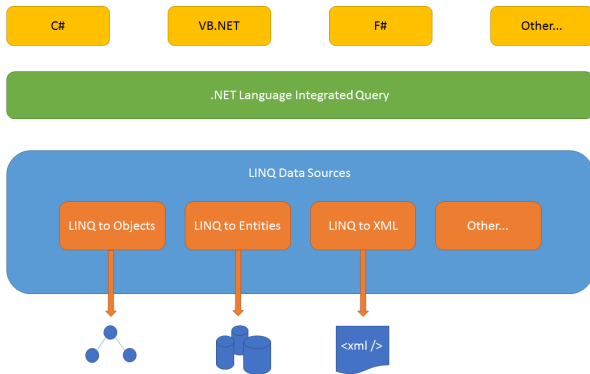 C#
VB.NET
F#
Other...
.NET Language Integrated Query
LINQ Data Sources
LINQ to Objects
LINQ to Entities
LINQ to XML
Other...
<xml />